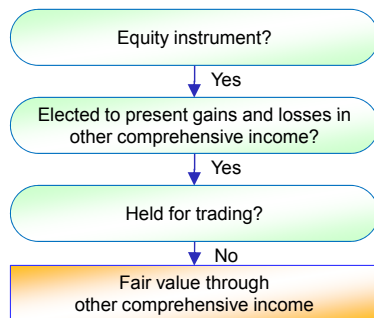 Equity instrument?
Yes
Elected to present gains and losses in
other comprehensive income?
Yes
Held for trading?
No
Fair value through
other comprehensive income